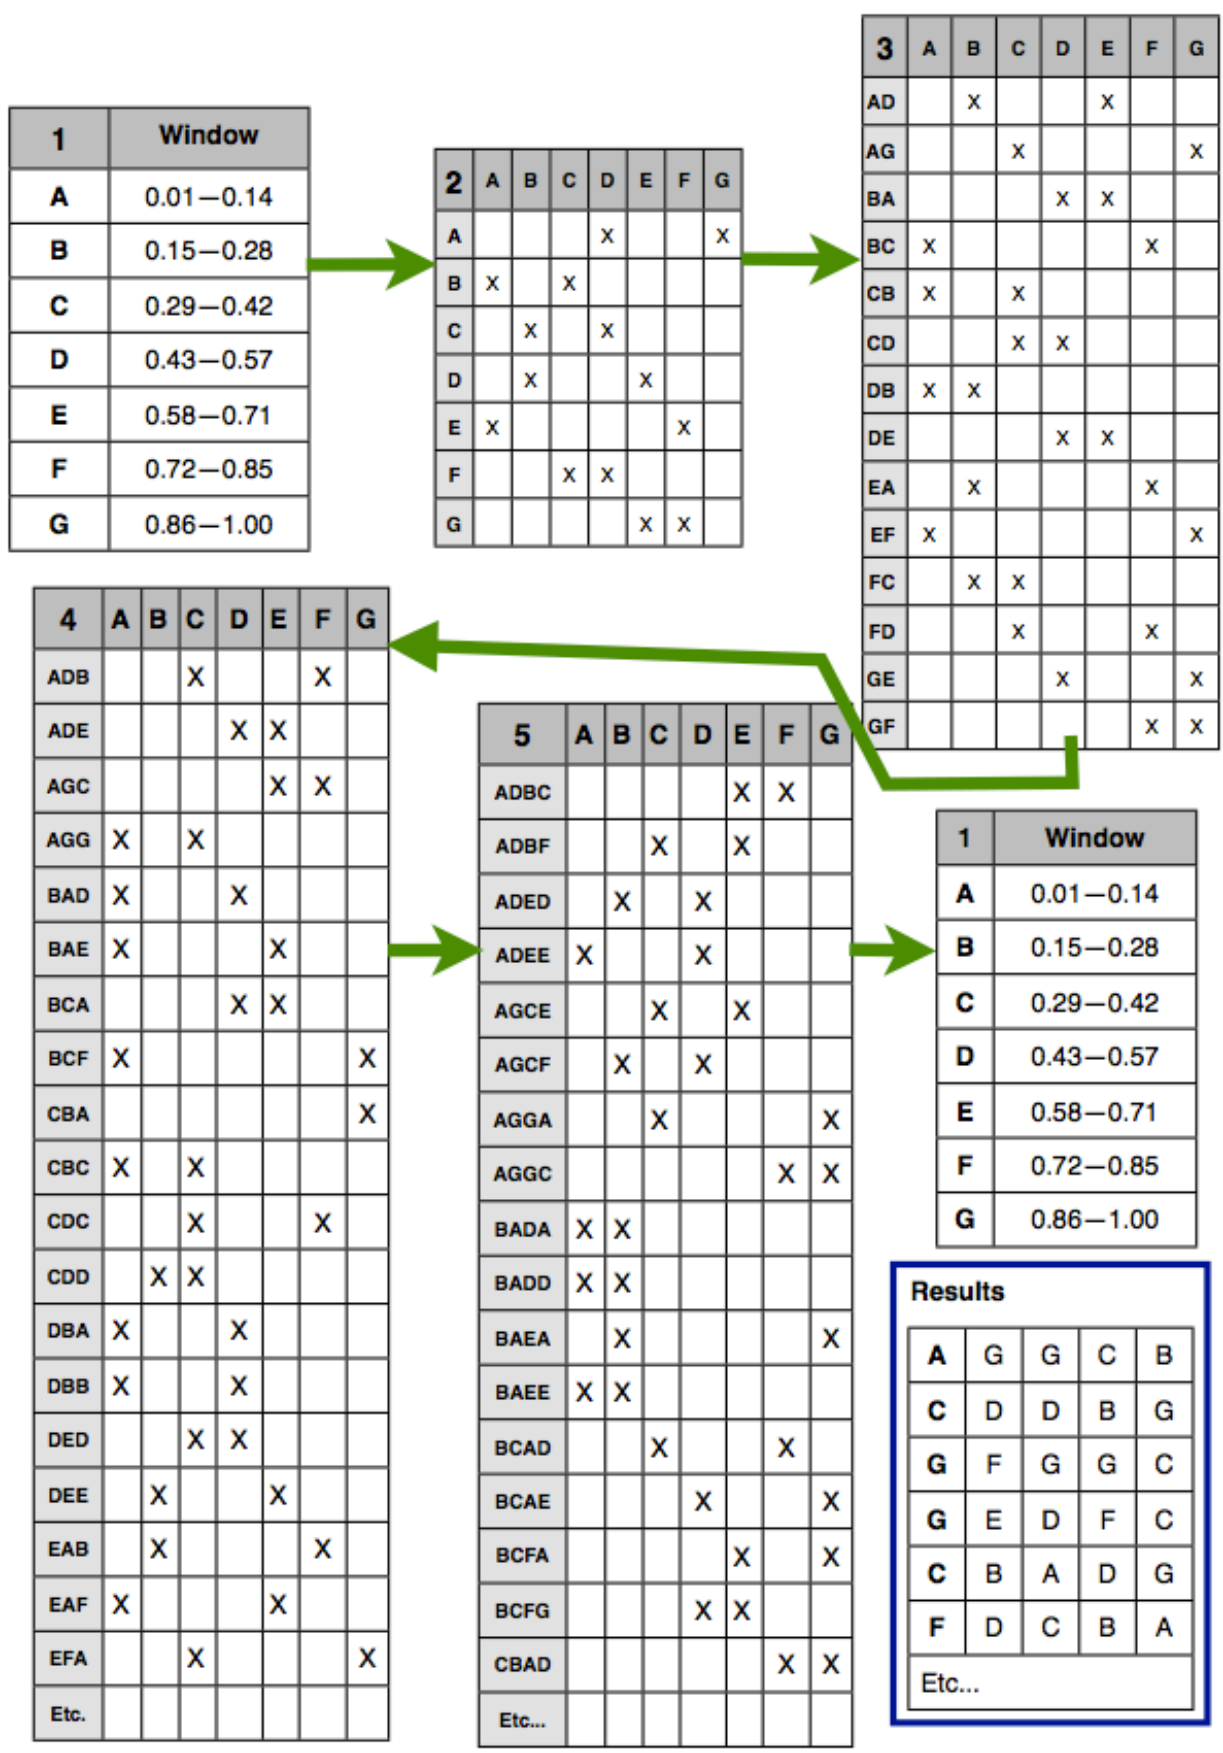 1 Window
A 0.01—0.14
B 0.15—0.28
C 0.29—0.42
D 0.43—0.57
E 0.58—0.71
F 0.72—0.85
G 0.86—1.00
2 A B C D E F G
A X X
B X X
C X X
D X X
E X X
F X X
G X X
3 A B C D E F G
AD X X
AG X X
BA X X
BC X X
CB X X
CD X X
DB X X
DE X X
EA X X
EF X X
FC X X
FD X X
GE X X
GF X X
4 A B C D E F G
ADB X X
ADE X X
AGC X X
AGG X X
BAD X X
BAE X X
BCA X X
BCF X X
CBA X
CBC X X
CDC X X
CDD X X
DBA X X
DBB X X
DED X X
DEE X X
EAB X X
EAF X X
EFA X X
Etc.
5 A B C D E F G
ADBC X X
ADBF X X
ADED X X
ADEE X X
AGCE X X
AGCF X X
AGGA X X
AGGC X X
BADA X X
BADD X X
BAEA X X
BAEE X X
BCAD X X
BCAE X X
BCFA X X
BCFG X X
CBAD X X
Etc...
1 Window
A 0.01—0.14
B 0.15—0.28
C 0.29—0.42
D 0.43—0.57
E 0.58—0.71
F 0.72—0.85
G 0.86—1.00
Results
A G G C B
C D D B G
G F G G C
G E D F C
C B A D G
F D C B A
Etc...